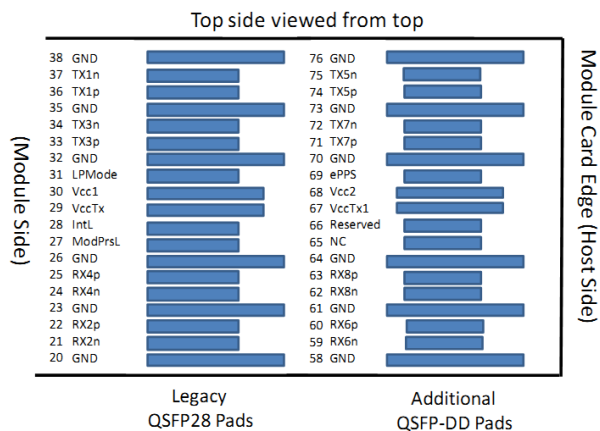 Top side viewed from top
(Module Side)
38 GND 76 GND
37 TX1n 75 TX5n
36 TX1p 74 TX5p
35 GND 73 GND
34 TX3n 72 TX7n
33 TX3p 71 TX7p
32 GND 70 GND
31 LPMode 69 ePPS
30 Vcc1 68 Vcc2
29 VccTx 67 VccTx1
28 IntL 66 Reserved
27 ModPrsL 65 NC
26 GND 64 GND
25 RX4p 63 RX8p
24 RX4n 62 RX8n
23 GND 61 GND
22 RX2p 60 RX6p
21 RX2n 59 RX6n
20 GND 58 GND
Module Card Edge (Host Side)
Legacy
QSFP28 Pads
Additional
QSFP-DD Pads